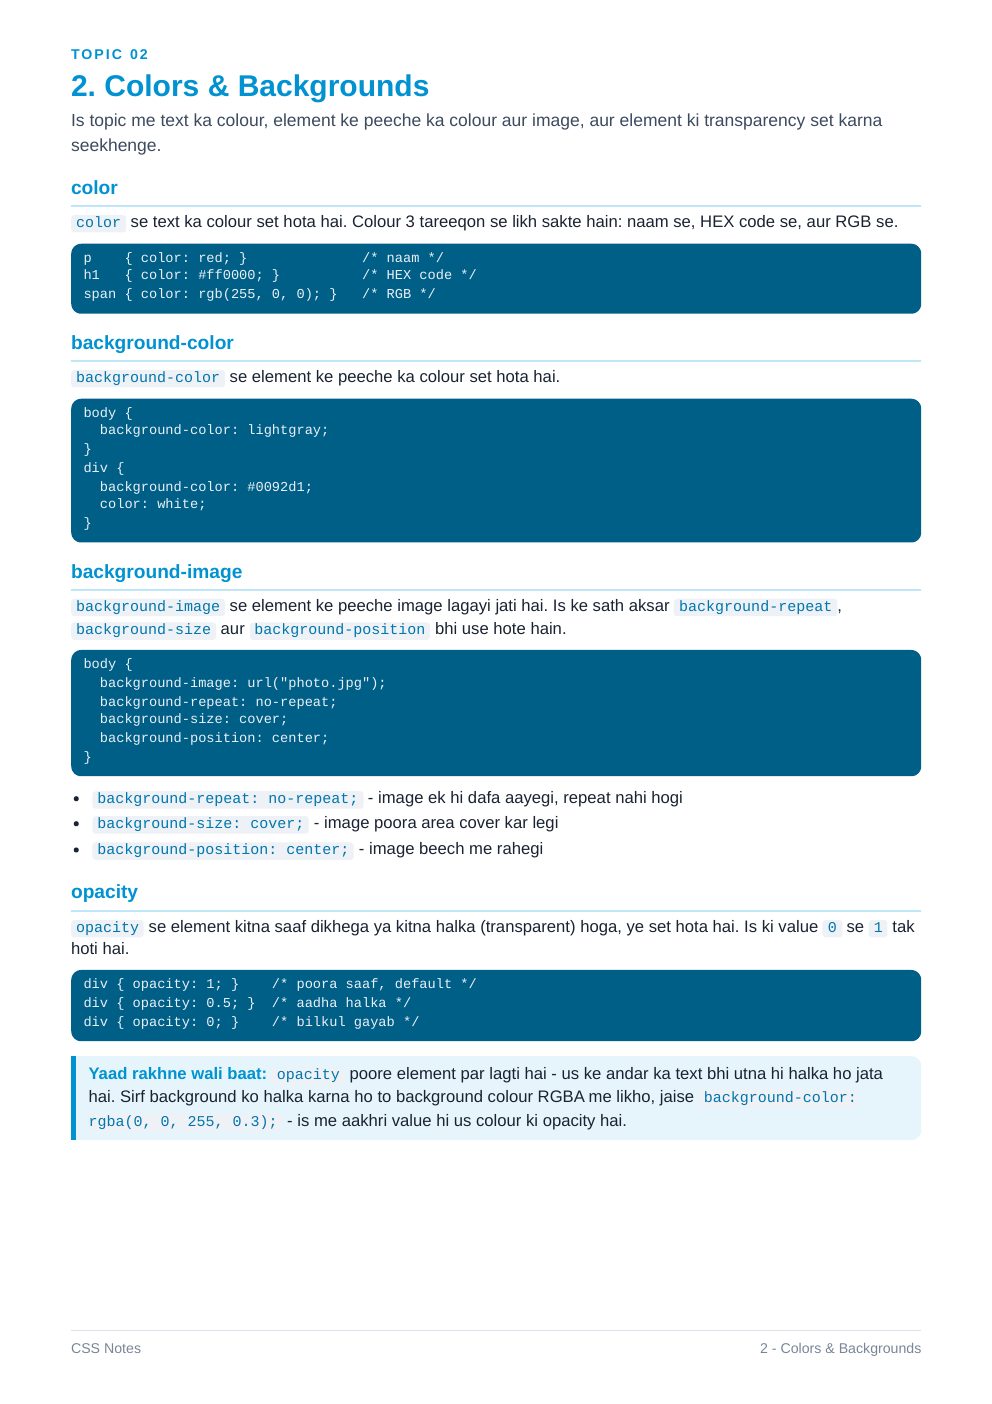 TOPIC 02
2. Colors & Backgrounds
Is topic me text ka colour, element ke peeche ka colour aur image, aur element ki transparency set karna
seekhenge.
color
color se text ka colour set hota hai. Colour 3 tareeqon se likh sakte hain: naam se, HEX code se, aur RGB se.
p    { color: red; }              /* naam */
h1   { color: #ff0000; }          /* HEX code */
span { color: rgb(255, 0, 0); }   /* RGB */
background-color
background-color se element ke peeche ka colour set hota hai.
body {
  background-color: lightgray;
}
div {
  background-color: #0092d1;
  color: white;
}
background-image
background-image se element ke peeche image lagayi jati hai. Is ke sath aksar background-repeat,
background-size aur background-position bhi use hote hain.
body {
  background-image: url("photo.jpg");
  background-repeat: no-repeat;
  background-size: cover;
  background-position: center;
}
• background-repeat: no-repeat; - image ek hi dafa aayegi, repeat nahi hogi
• background-size: cover; - image poora area cover kar legi
• background-position: center; - image beech me rahegi
opacity
opacity se element kitna saaf dikhega ya kitna halka (transparent) hoga, ye set hota hai. Is ki value 0 se 1 tak
hoti hai.
div { opacity: 1; }    /* poora saaf, default */
div { opacity: 0.5; }  /* aadha halka */
div { opacity: 0; }    /* bilkul gayab */
Yaad rakhne wali baat: opacity poore element par lagti hai - us ke andar ka text bhi utna hi halka ho jata
hai. Sirf background ko halka karna ho to background colour RGBA me likho, jaise background-color:
rgba(0, 0, 255, 0.3); - is me aakhri value hi us colour ki opacity hai.
CSS Notes
2 - Colors & Backgrounds